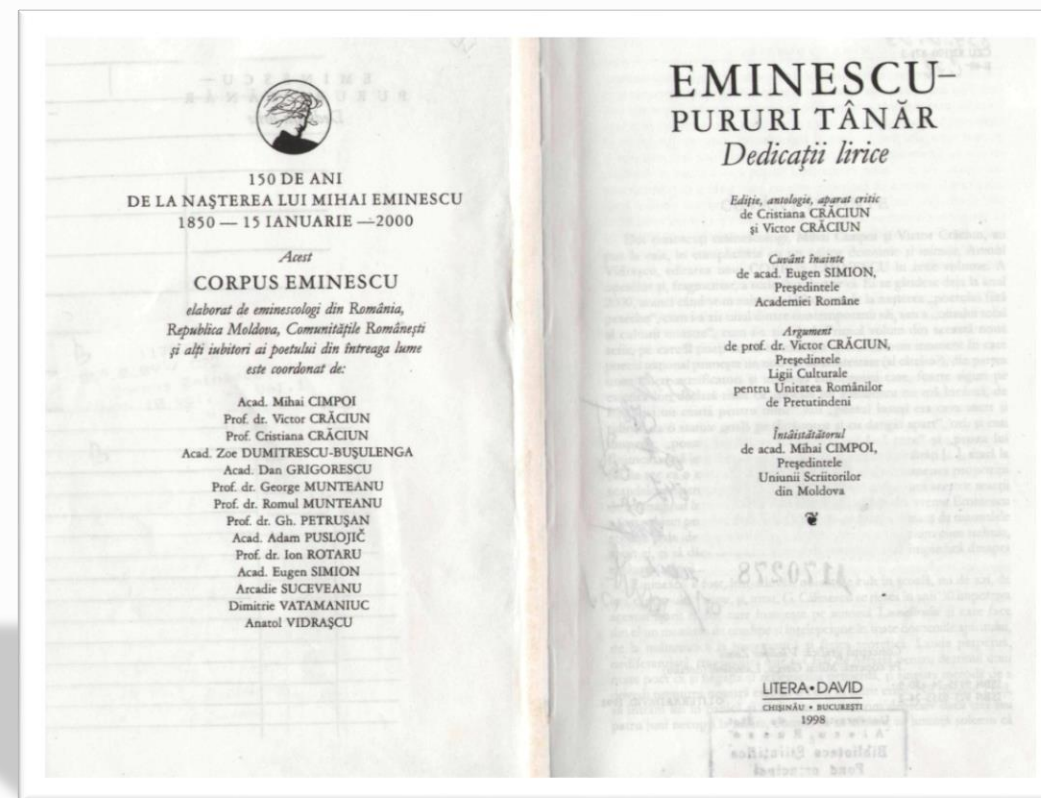 150 DE ANI
DE LA NAŞTEREA LUI MIHAI EMINESCU
1850 — 15 IANUARIE — 2000
Acest
CORPUS EMINESCU
elaborat de eminescologi din România,
Republica Moldova, Comunităţile Româneşti
şi alţi iubitori ai poetului din întreaga lume
este coordonat de:
Acad. Mihai CIMPOI
Prof. dr. Victor CRĂCIUN
Prof. Cristiana CRĂCIUN
Acad. Zoe DUMITRESCU-BUŞULENGA
Acad. Dan GRIGORESCU
Prof. dr. George MUNTEANU
Prof. dr. Romul MUNTEANU
Prof. dr. Gh. PETRUŞAN
Acad. Adam PUSLOJIČ
Prof. dr. Ion ROTARU
Acad. Eugen SIMION
Arcadie SUCEVEANU
Dimitrie VATAMANIUC
Anatol VIDRAŞCU
EMINESCU–
PURURI TÂNĂR
Dedicaţii lirice
Ediţie, antologie, aparat critic
de Cristiana CRĂCIUN
şi Victor CRĂCIUN
Cuvânt înainte
de acad. Eugen SIMION,
Preşedintele
Academiei Române
Argument
de prof. dr. Victor CRĂCIUN,
Preşedintele
Ligii Culturale
pentru Unitatea Românilor
de Pretutindeni
Întâistătătorul
de acad. Mihai CIMPOI,
Preşedintele
Uniunii Scriitorilor
din Moldova
1170278
LITERA•DAVID
CHIŞINĂU • BUCUREŞTI
1998